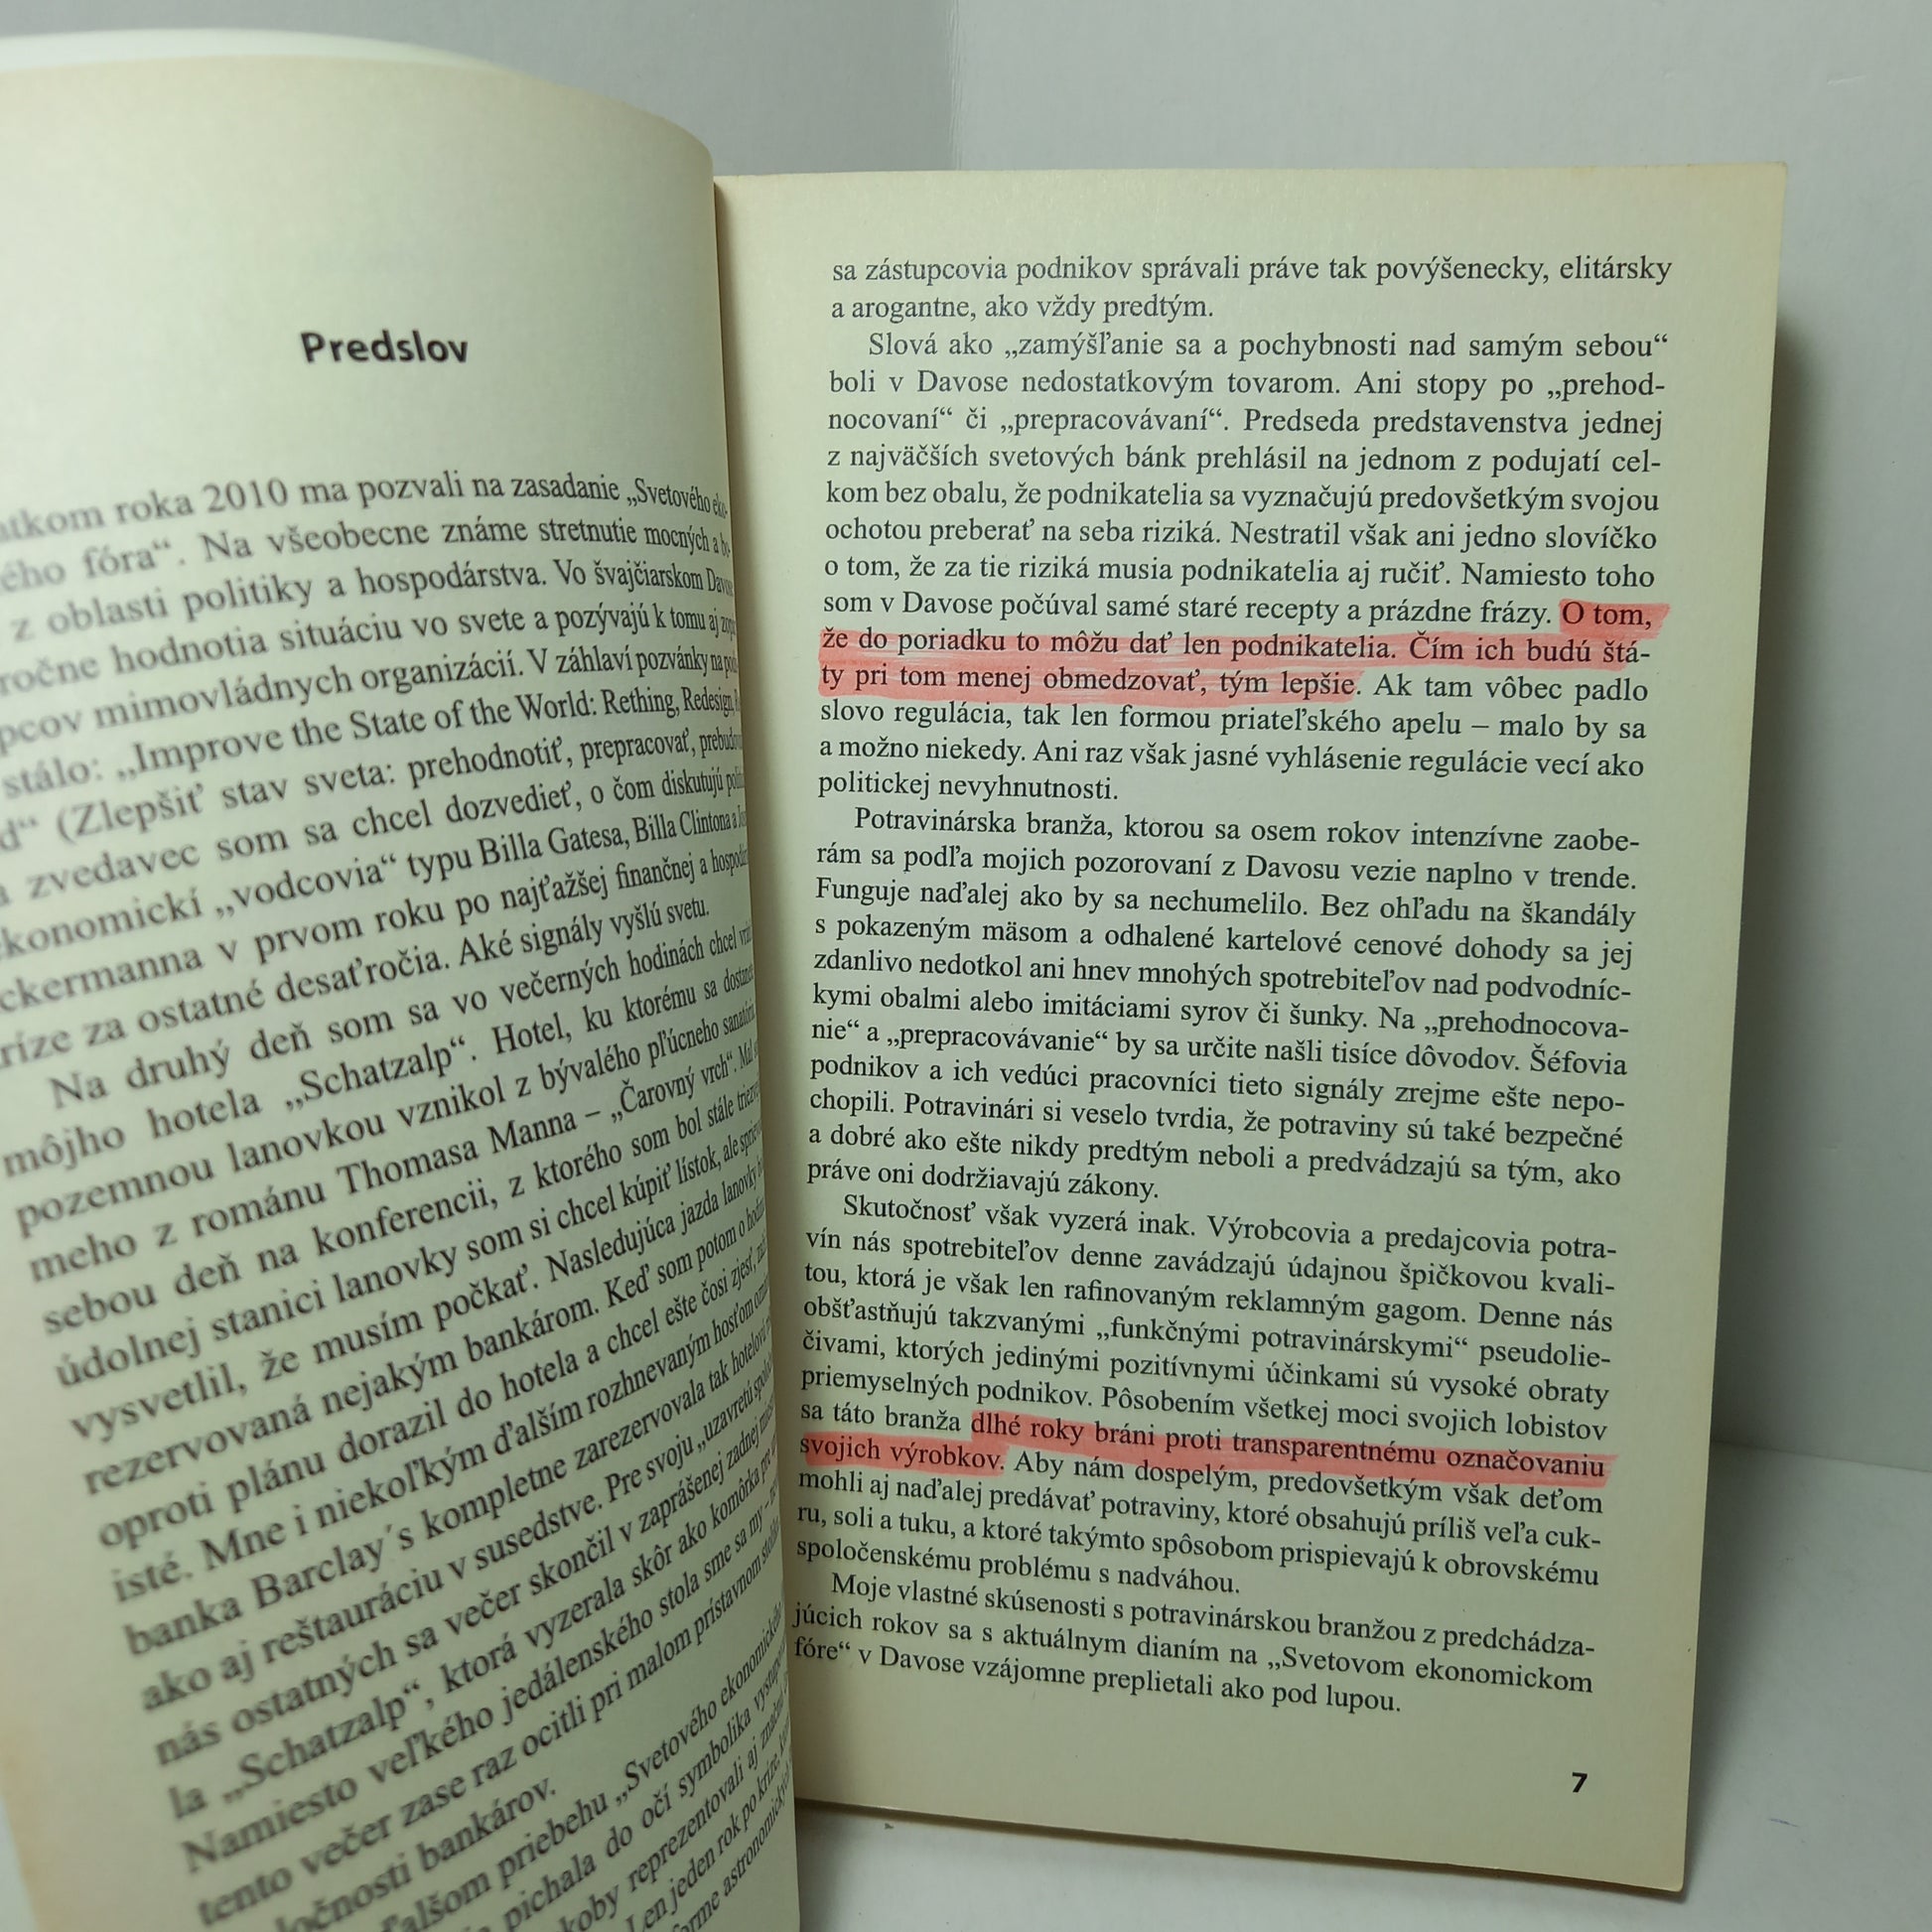 Predslov
roka 2010 ma pozvali na zasadanie „Svetového eko-
fóra“. Na všeobecne známe stretnutie mocných a
z oblasti politiky a hospodárstva. Vo švajčiarskom Davose
hodnotia situáciu vo svete a pozývajú k tomu aj
mimovládnych organizácií. V záhlaví pozvánky na
stálo: „Improve the State of the World: Rething, Redesign,
(Zlepšiť stav sveta: prehodnotiť, prepracovať,
zvedavec som sa chcel dozvedieť, o čom diskutujú
„vodcovia“ typu Billa Gatesa, Billa Clintona a
v prvom roku po najťažšej finančnej a
za ostatné desaťročia. Aké signály vyšlú svetu.
Na druhý deň som sa vo večerných hodinách chcel
môjho hotela „Schatzalp“. Hotel, ku ktorému sa
pozemnou lanovkou vznikol z bývalého pľúcneho sanatória
meho z románu Thomasa Manna – „Čarovný vrch“. Mal
sebou deň na konferencii, z ktorého som bol stále
údolnej stanici lanovky som si chcel kúpiť lístok, ale
vysvetlil, že musím počkať. Nasledujúca jazda lanovky
rezervovaná nejakým bankárom. Keď som potom o
oproti plánu dorazil do hotela a chcel ešte čosi zjesť,
isté. Mne i niekoľkým ďalším rozhnevaným hosťom
banka Barclay´s kompletne zarezervovala tak hotelovú
ako aj reštauráciu v susedstve. Pre svoju „uzavretú
nás ostatných sa večer skončil v zaprášenej zadnej
la „Schatzalp“, ktorá vyzerala skôr ako komôrka pre
Namiesto veľkého jedálenského stola sme sa my –
tento večer zase raz ocitli pri malom prístavnom
bankárov.
priebehu „Svetového ekonomického
pichala do očí symbolika
reprezentovali aj
jeden rok po kríze,
astronomických
sa zástupcovia podnikov správali práve tak povýšenecky, elitársky
a arogantne, ako vždy predtým.
Slová ako „zamýšľanie sa a pochybnosti nad samým sebou“
boli v Davose nedostatkovým tovarom. Ani stopy po „prehod-
nocovaní“ či „prepracovávaní“. Predseda predstavenstva jednej
z najväčších svetových bánk prehlásil na jednom z podujatí cel-
kom bez obalu, že podnikatelia sa vyznačujú predovšetkým svojou
ochotou preberať na seba riziká. Nestratil však ani jedno slovíčko
o tom, že za tie riziká musia podnikatelia aj ručiť. Namiesto toho
som v Davose počúval samé staré recepty a prázdne frázy. O tom,
že do poriadku to môžu dať len podnikatelia. Čím ich budú štá-
ty pri tom menej obmedzovať, tým lepšie. Ak tam vôbec padlo
slovo regulácia, tak len formou priateľského apelu – malo by sa
a možno niekedy. Ani raz však jasné vyhlásenie regulácie vecí ako
politickej nevyhnutnosti.
Potravinárska branža, ktorou sa osem rokov intenzívne zaobe-
rám sa podľa mojich pozorovaní z Davosu vezie naplno v trende.
Funguje naďalej ako by sa nechumelilo. Bez ohľadu na škandály
s pokazeným mäsom a odhalené kartelové cenové dohody sa jej
zdanlivo nedotkol ani hnev mnohých spotrebiteľov nad podvodníc-
kymi obalmi alebo imitáciami syrov či šunky. Na „prehodnocova-
nie“ a „prepracovávanie“ by sa určite našli tisíce dôvodov. Šéfovia
podnikov a ich vedúci pracovníci tieto signály zrejme ešte nepo-
chopili. Potravinári si veselo tvrdia, že potraviny sú také bezpečné
a dobré ako ešte nikdy predtým neboli a predvádzajú sa tým, ako
práve oni dodržiavajú zákony.
Skutočnosť však vyzerá inak. Výrobcovia a predajcovia potra-
vín nás spotrebiteľov denne zavádzajú údajnou špičkovou kvali-
tou, ktorá je však len rafinovaným reklamným gagom. Denne nás
obšťastňujú takzvanými „funkčnými potravinárskymi“ pseudolie-
čivami, ktorých jedinými pozitívnymi účinkami sú vysoké obraty
priemyselných podnikov. Pôsobením všetkej moci svojich lobistov
sa táto branža dlhé roky bráni proti transparentnému označovaniu
svojich výrobkov. Aby nám dospelým, predovšetkým však deťom
mohli aj naďalej predávať potraviny, ktoré obsahujú príliš veľa cuk-
ru, soli a tuku, a ktoré takýmto spôsobom prispievajú k obrovskému
spoločenskému problému s nadváhou.
Moje vlastné skúsenosti s potravinárskou branžou z predchádza-
júcich rokov sa s aktuálnym dianím na „Svetovom ekonomickom
fóre“ v Davose vzájomne preplietali ako pod lupou.
7